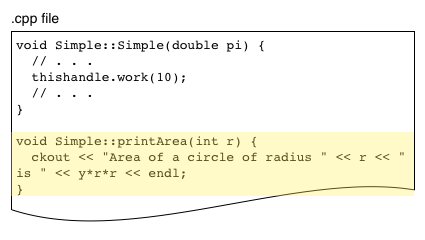 .cpp file
void Simple::Simple(double pi) {
  // . . .
  thishandle.work(10);
  // . . .
}
void Simple::printArea(int r) {
  ckout << "Area of a circle of radius " << r << "
is " << y*r*r << endl;
}